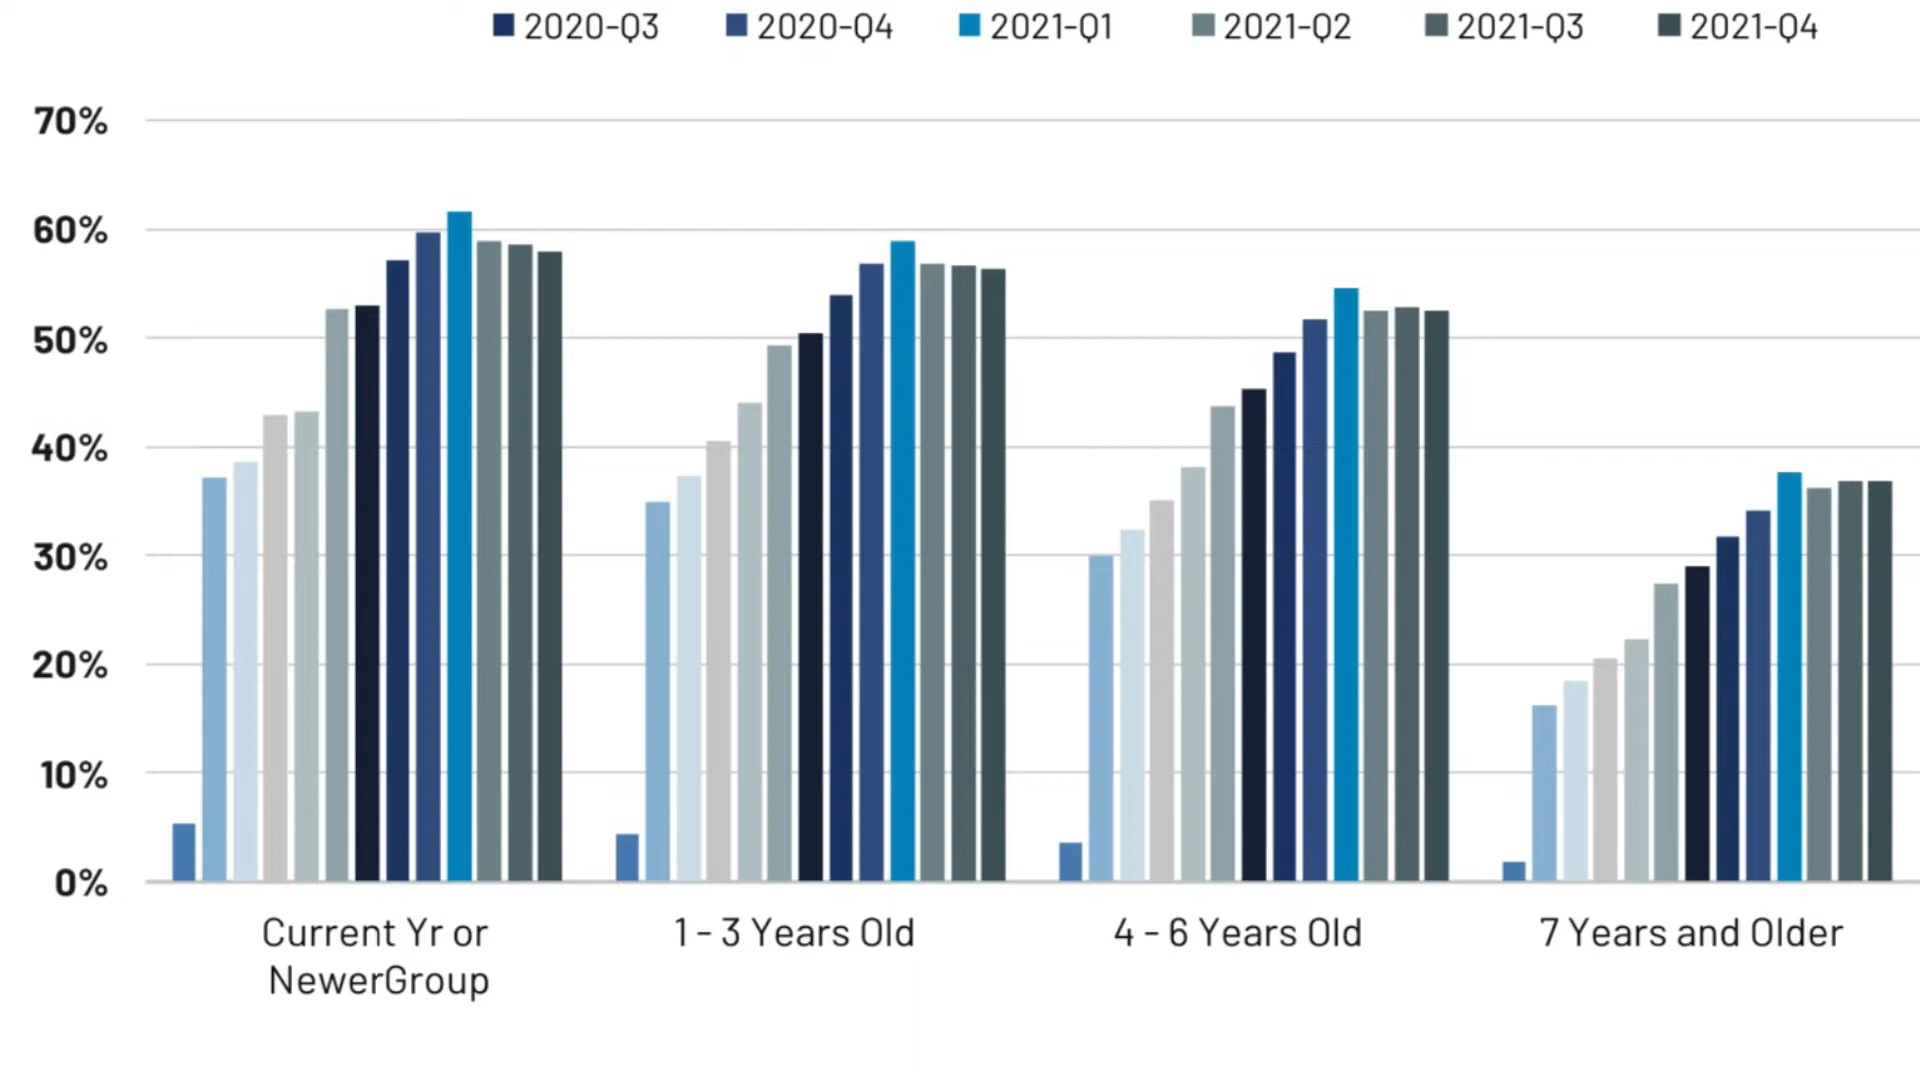 2020-Q3 2020-Q4 2021-Q1 2021-Q2 2021-Q3 2021-Q4
70%
60%
50%
40%
30%
20%
10%
0%
Current Yr or
NewerGroup
1 - 3 Years Old
4 - 6 Years Old
7 Years and Older